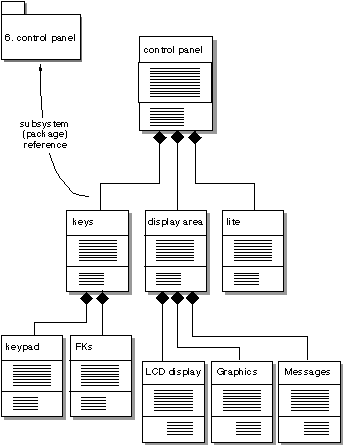 6. control panel
control panel
subsystem
(package)
reference
keys
display area
lite
keypad
FKs
LCD display
Graphics
Messages